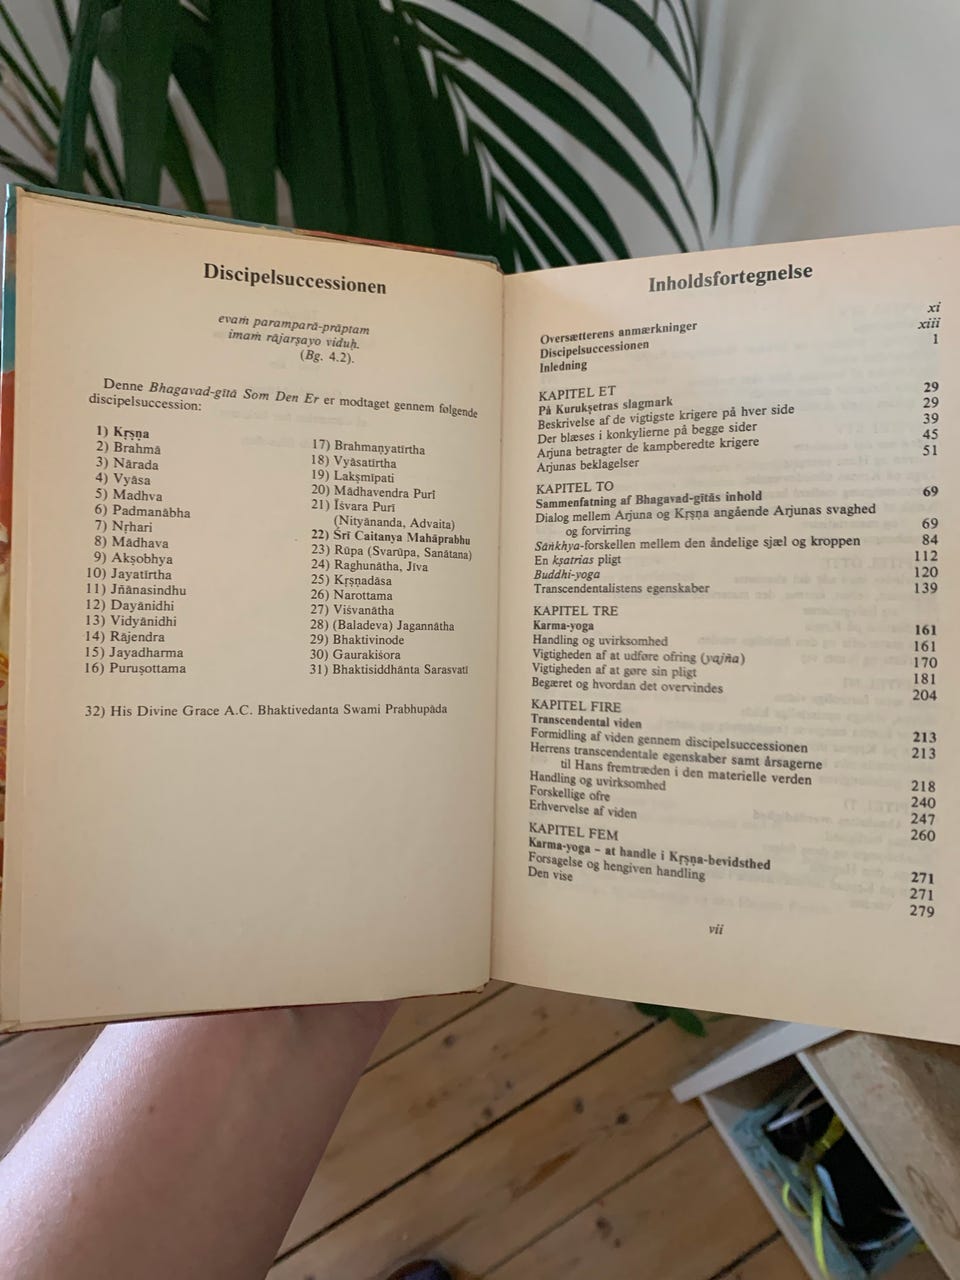 Discipelsuccessionen
evaṁ paramparā-prāptam
imaṁ rājarṣayo viduḥ.
(Bg. 4.2).
Denne Bhagavad-gītā Som Den Er er modtaget gennem følgende
discipelsuccession:
1) Kṛṣṇa
2) Brahmā
3) Nārada
4) Vyāsa
5) Madhva
6) Padmanābha
7) Nṛhari
8) Mādhava
9) Akṣobhya
10) Jayatīrtha
11) Jñānasindhu
12) Dayānidhi
13) Vidyānidhi
14) Rājendra
15) Jayadharma
16) Puruṣottama
17) Brahmaṇyatīrtha
18) Vyāsatīrtha
19) Lakṣmīpati
20) Mādhavendra Purī
21) Īśvara Purī
(Nityānanda, Advaita)
22) Śrī Caitanya Mahāprabhu
23) Rūpa (Svarūpa, Sanātana)
24) Raghunātha, Jīva
25) Kṛṣṇadāsa
26) Narottama
27) Viśvanātha
28) (Baladeva) Jagannātha
29) Bhaktivinode
30) Gaurakiśora
31) Bhaktisiddhānta Sarasvatī
32) His Divine Grace A.C. Bhaktivedanta Swami Prabhupāda
Inholdsfortegnelse
Oversætterens anmærkninger xi
Discipelsuccessionen xiii
Inledning 1
KAPITEL ET
På Kurukṣetras slagmark 29
Beskrivelse af de vigtigste krigere på hver side 29
Der blæses i konkylierne på begge sider 39
Arjuna betragter de kampberedte krigere 45
Arjunas beklagelser 51
KAPITEL TO
Sammenfatning af Bhagavad-gītās inhold 69
Dialog mellem Arjuna og Kṛṣṇa angående Arjunas svaghed
og forvirring 69
Sāṅkhya-forskellen mellem den åndelige sjæl og kroppen 84
En kṣatrias pligt 112
Buddhi-yoga 120
Transcendentalistens egenskaber 139
KAPITEL TRE
Karma-yoga 161
Handling og uvirksomhed 161
Vigtigheden af at udføre ofring (yajña) 170
Vigtigheden af at gøre sin pligt 181
Begæret og hvordan det overvindes 204
KAPITEL FIRE
Transcendental viden 213
Formidling af viden gennem discipelsuccessionen 213
Herrens transcendentale egenskaber samt årsagerne
til Hans fremtræden i den materielle verden 218
Handling og uvirksomhed 240
Forskellige ofre 247
Erhvervelse af viden 260
KAPITEL FEM
Karma-yoga – at handle i Kṛṣṇa-bevidsthed 271
Forsagelse og hengiven handling 271
Den vise 279
vii